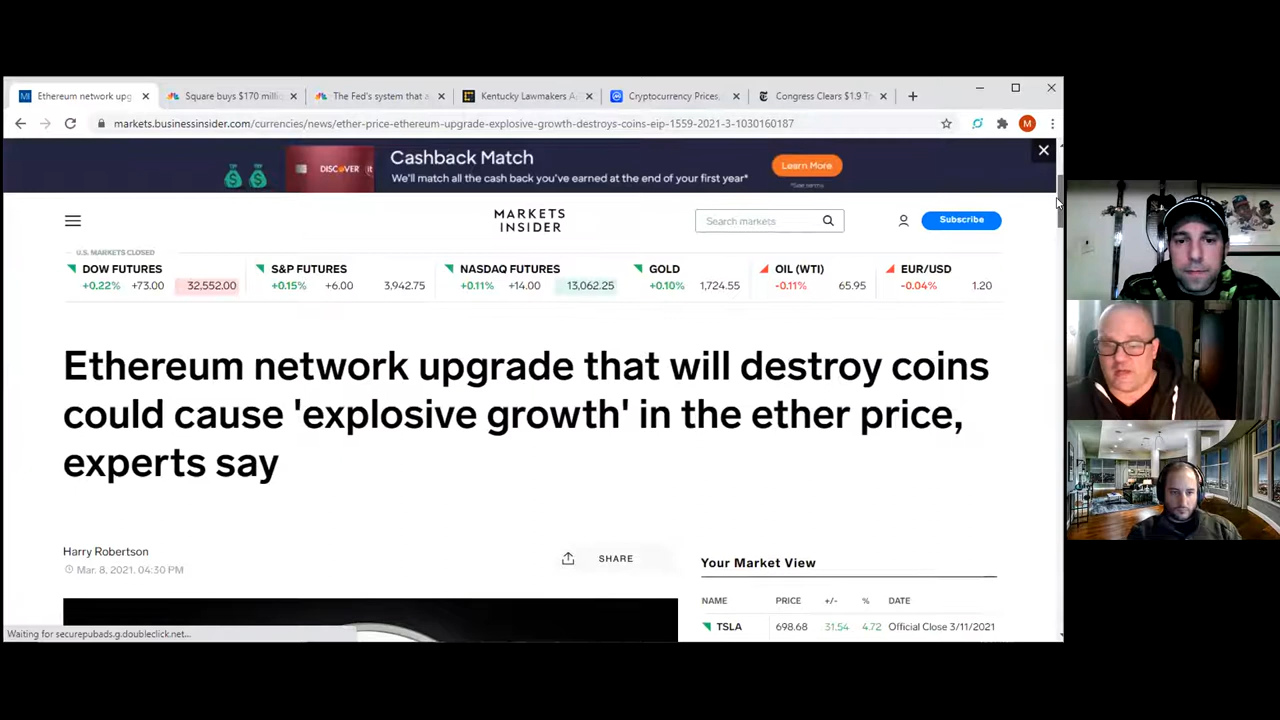 Ethereum network upg
Square buys $170 milli
The Fed's system that a
Kentucky Lawmakers A
Cryptocurrency Prices,
Congress Clears $1.9 Tr
markets.businessinsider.com/currencies/news/ether-price-ethereum-upgrade-explosive-growth-destroys-coins-eip-1559-2021-3-1030160187
M
DISCOVER it
Cashback Match
We'll match all the cash back you've earned at the end of your first year*
Learn More
*See terms
MARKETS
INSIDER
Search markets
Subscribe
U.S. MARKETS CLOSED
DOW FUTURES
+0.22% +73.00 32,552.00
S&P FUTURES
+0.15% +6.00 3,942.75
NASDAQ FUTURES
+0.11% +14.00 13,062.25
GOLD
+0.10% 1,724.55
OIL (WTI)
-0.11% 65.95
EUR/USD
-0.04% 1.20
Ethereum network upgrade that will destroy coins
could cause 'explosive growth' in the ether price,
experts say
Harry Robertson
Mar. 8, 2021, 04:30 PM
SHARE
Your Market View
NAME PRICE +/- % DATE
TSLA 698.68 31.54 4.72 Official Close 3/11/2021
Waiting for securepubads.g.doubleclick.net...